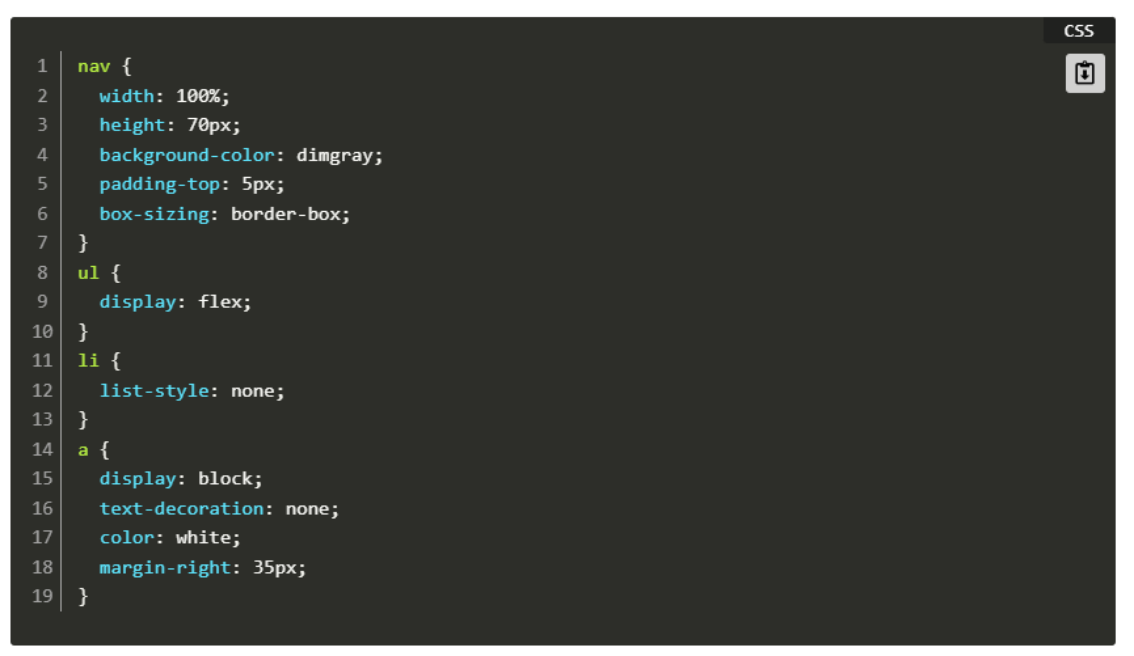 CSS
1 nav {
2   width: 100%;
3   height: 70px;
4   background-color: dimgray;
5   padding-top: 5px;
6   box-sizing: border-box;
7 }
8 ul {
9   display: flex;
10 }
11 li {
12   list-style: none;
13 }
14 a {
15   display: block;
16   text-decoration: none;
17   color: white;
18   margin-right: 35px;
19 }